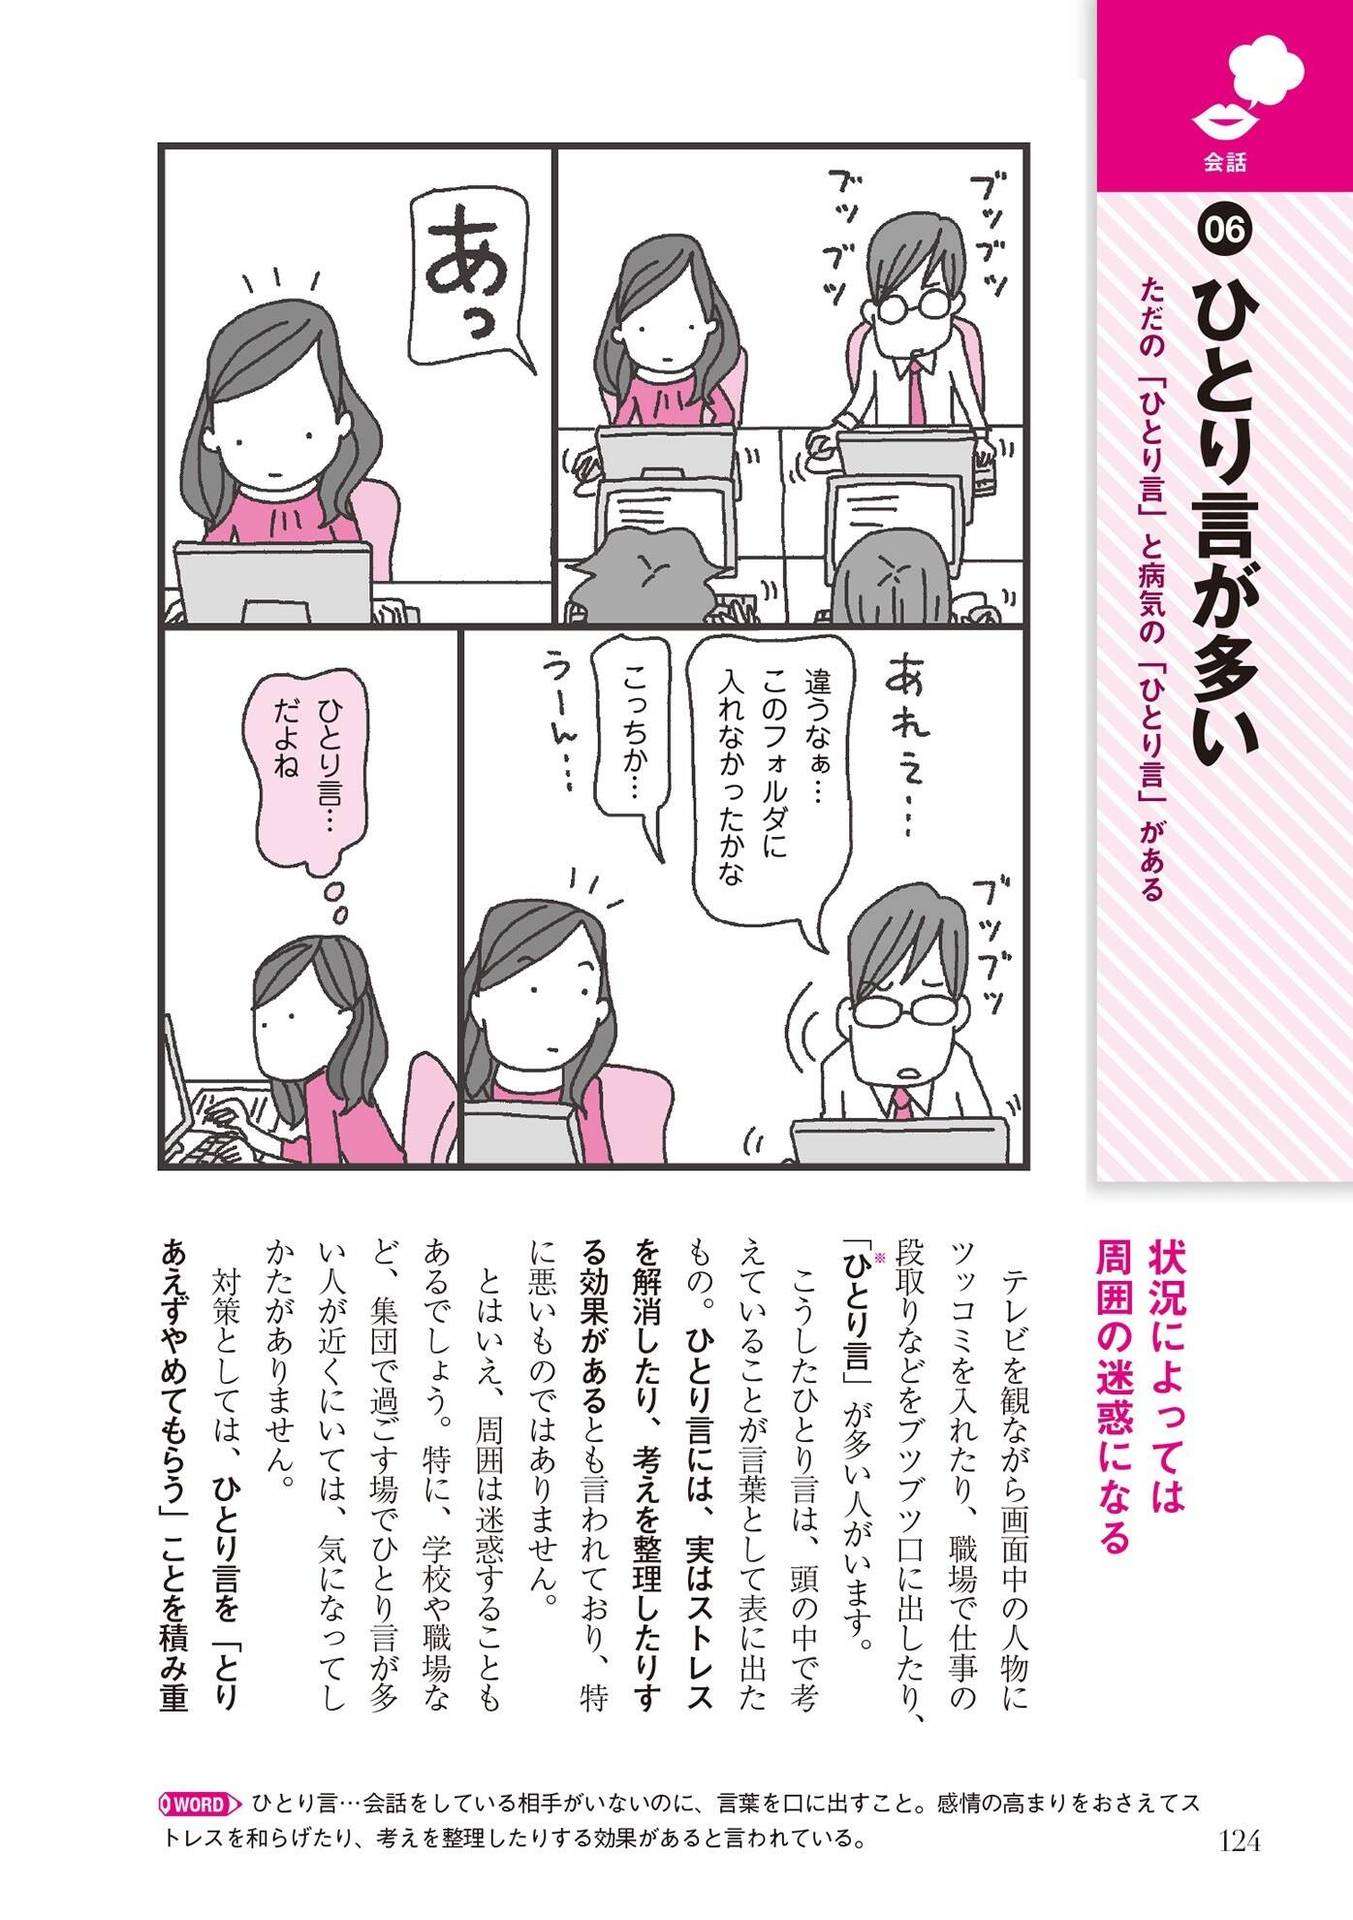 会話
06
ひとり言が多い
ただの「ひとり言」と病気の「ひとり言」がある
ブツブツ
ブツブツ
あっ
ブツブツ
あれえ…
違うなぁ…
このフォルダに
入れなかったかな
こっちか…
うーん…
ひとり言…
だよね
状況によっては
周囲の迷惑になる
テレビを観ながら画面中の人物に
ツッコミを入れたり、職場で仕事の
段取りなどをブツブツ口に出したり、
「ひとり言」が多い人がいます。
※
こうしたひとり言は、頭の中で考
えていることが言葉として表に出た
もの。ひとり言には、実はストレス
を解消したり、考えを整理したりす
る効果があるとも言われており、特
に悪いものではありません。
とはいえ、周囲は迷惑することも
あるでしょう。特に、学校や職場な
ど、集団で過ごす場でひとり言が多
い人が近くにいては、気になってし
かたがありません。
対策としては、ひとり言を「とり
あえずやめてもらう」ことを積み重
WORD ひとり言…会話をしている相手がいないのに、言葉を口に出すこと。感情の高まりをおさえてス
トレスを和らげたり、考えを整理したりする効果があると言われている。
124